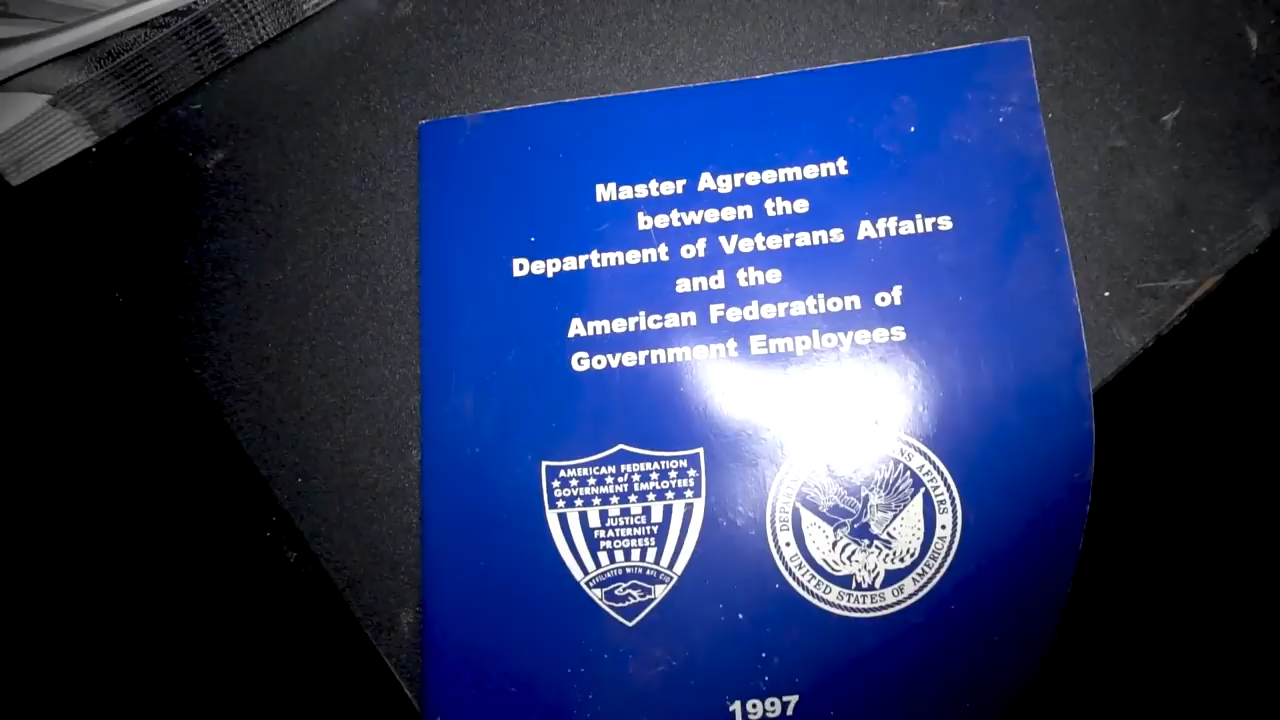 Master Agreement
between the
Department of Veterans Affairs
and the
American Federation of
Government Employees
AMERICAN FEDERATION
of
GOVERNMENT EMPLOYEES
JUSTICE
FRATERNITY
PROGRESS
AFFILIATED WITH AFL CIO
AFFAIRS
UNITED STATES OF AMERICA
1997